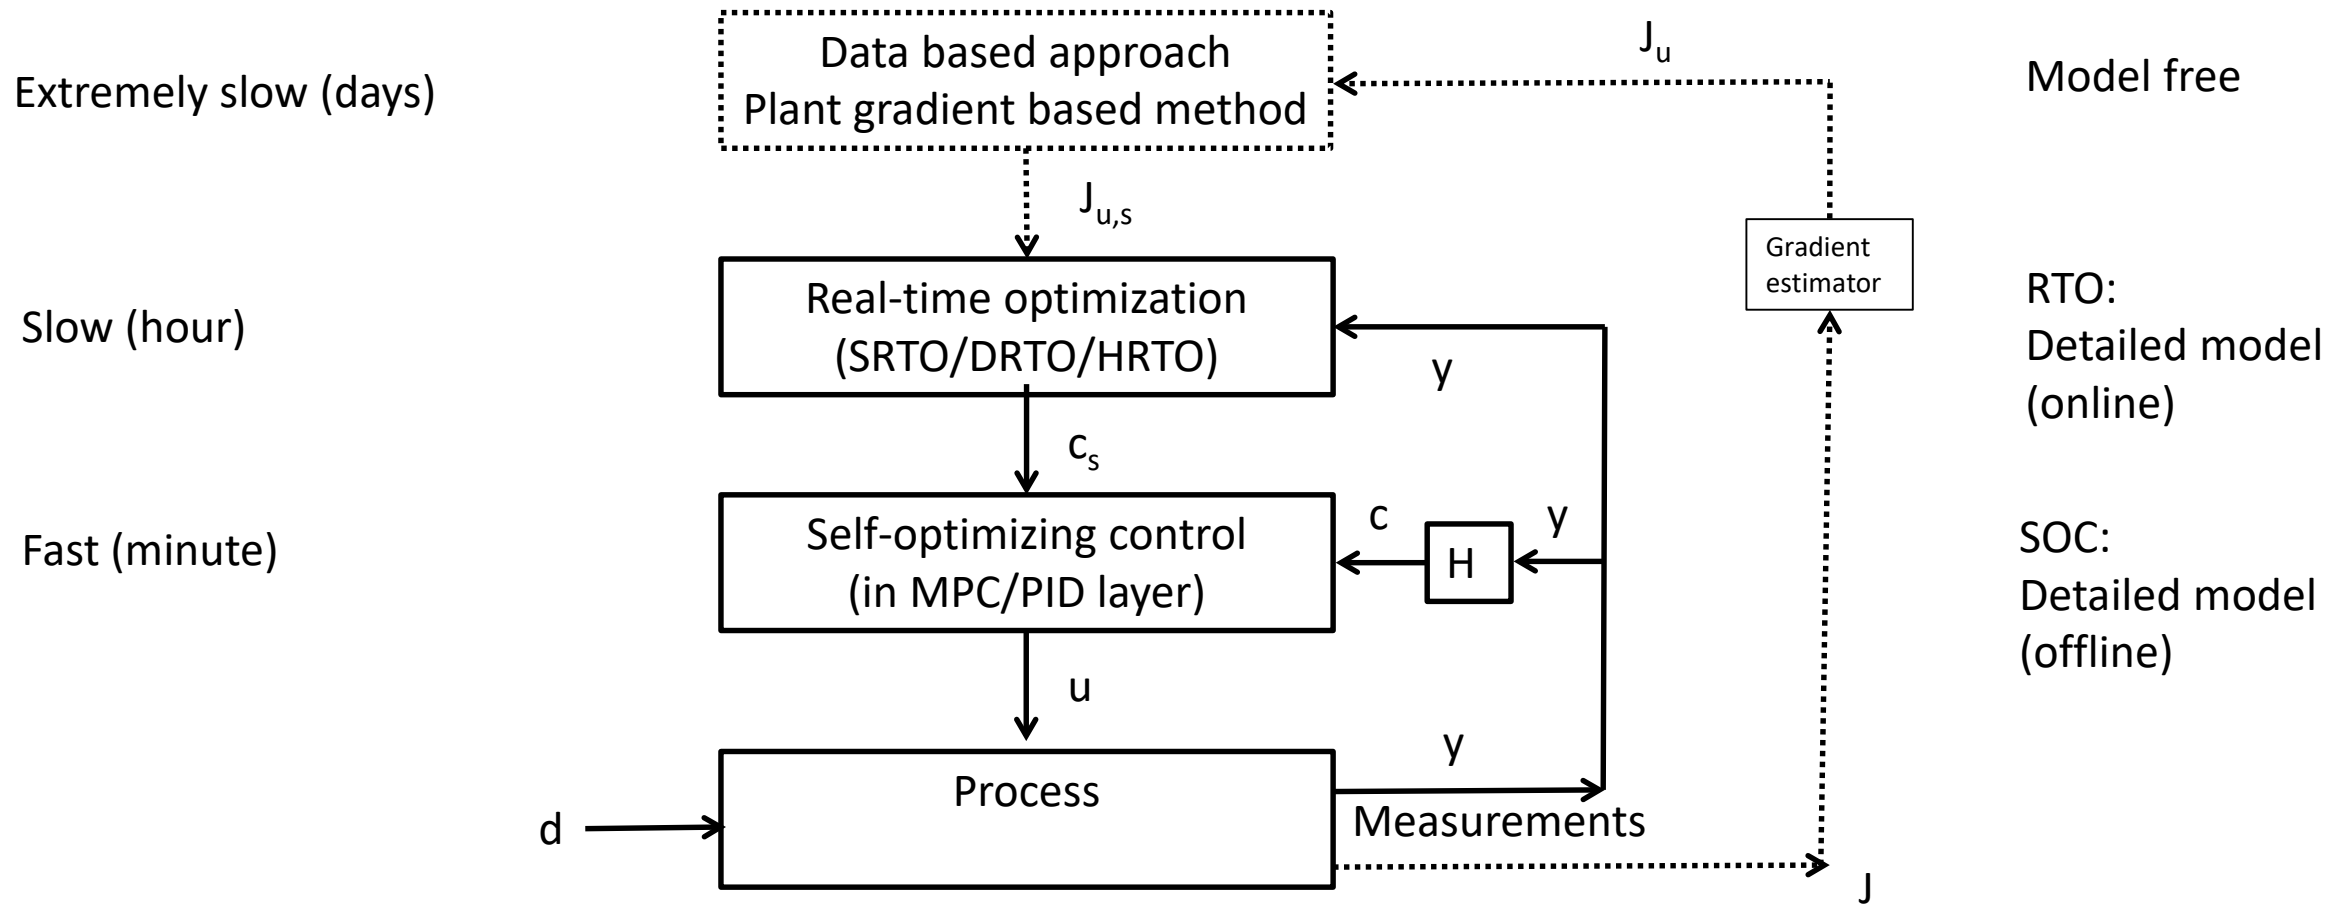 Data based approach
Plant gradient based method
J_u
Extremely slow (days)
Model free
J_{u,s}
Gradient
estimator
Real-time optimization
(SRTO/DRTO/HRTO)
Slow (hour)
y
RTO:
Detailed model
(online)
c_s
Self-optimizing control
(in MPC/PID layer)
c
H
y
Fast (minute)
SOC:
Detailed model
(offline)
u
y
Process
d
Measurements
J